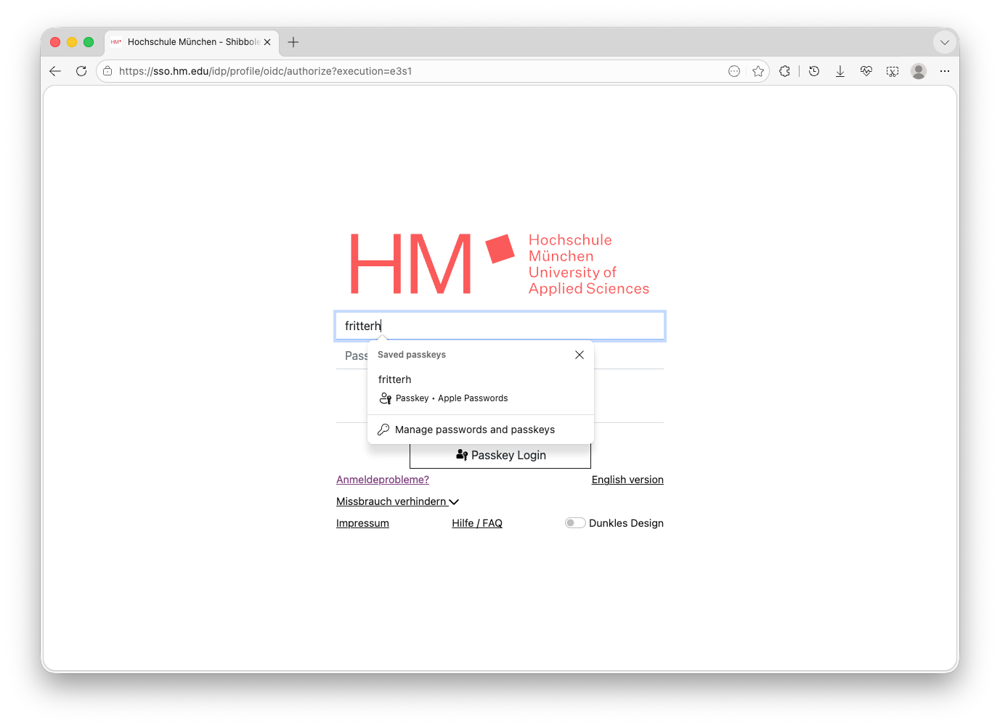 HM
Hochschule München - Shibbole
https://sso.hm.edu/idp/profile/oidc/authorize?execution=e3s1
HM
Hochschule
München
University of
Applied Sciences
fritterh
Pass
Saved passkeys
fritterh
Passkey • Apple Passwords
Manage passwords and passkeys
Passkey Login
Anmeldeprobleme?
English version
Missbrauch verhindern
Impressum
Hilfe / FAQ
Dunkles Design